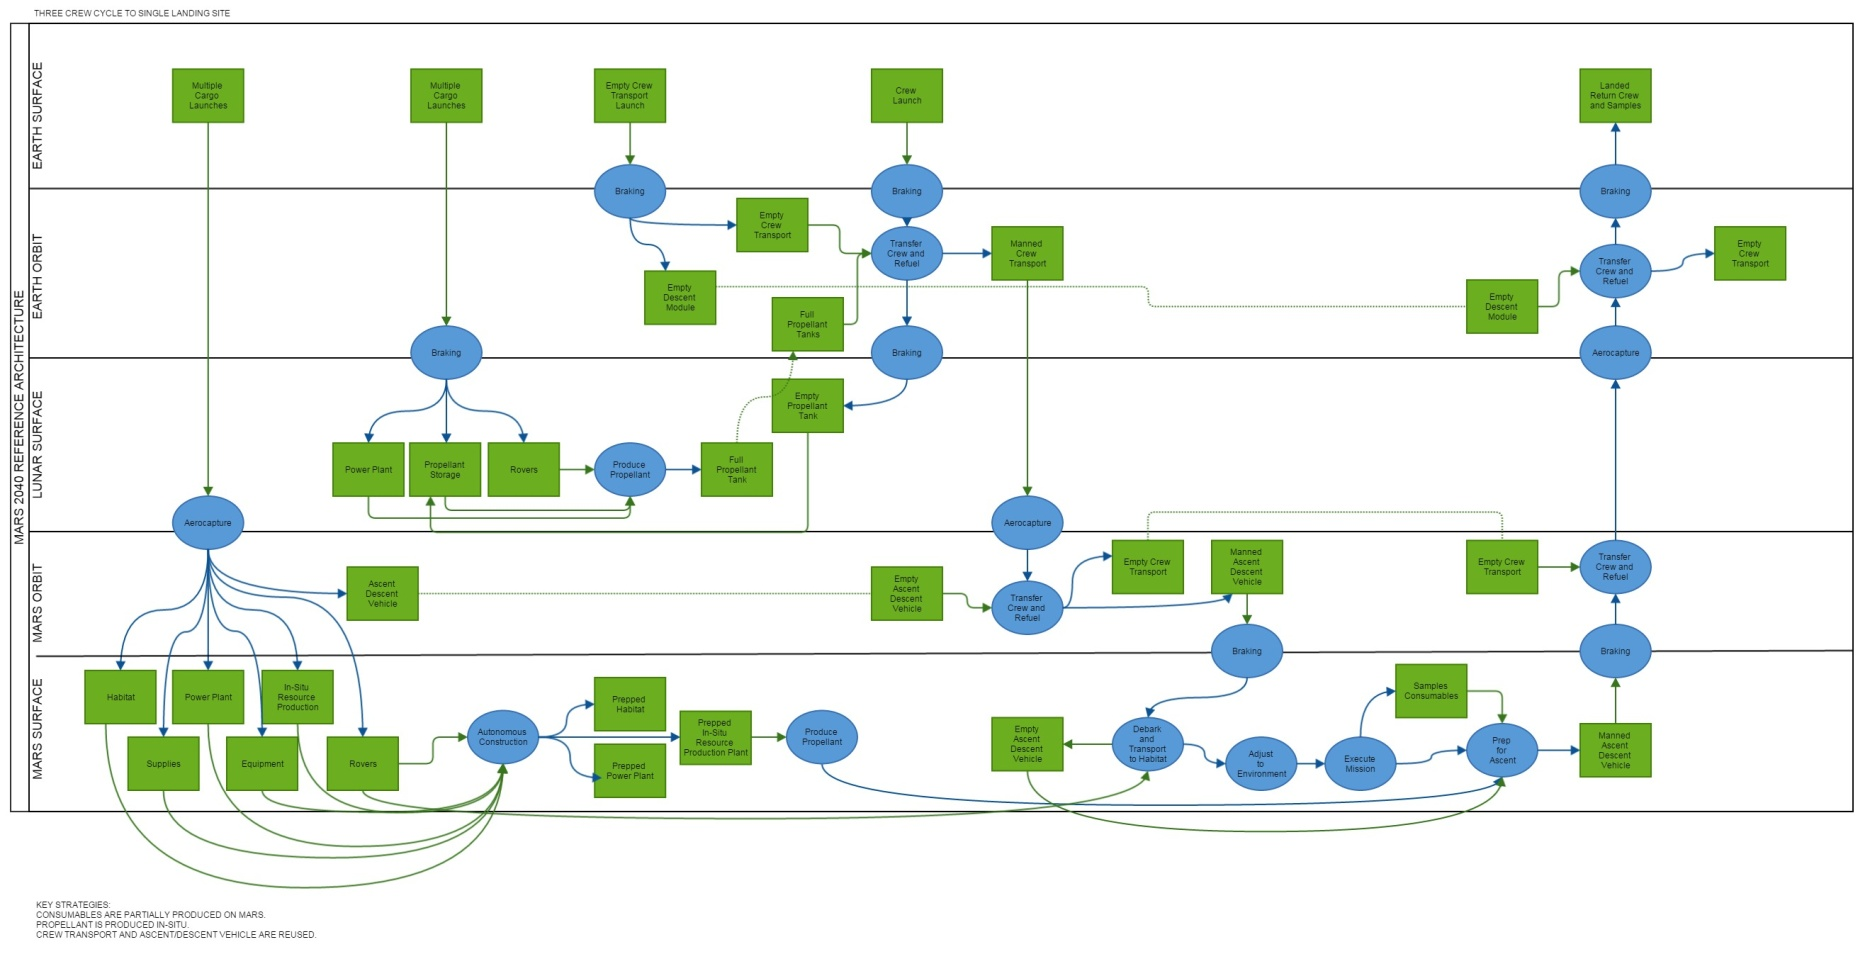 THREE CREW CYCLE TO SINGLE LANDING SITE
MARS 2040 REFERENCE ARCHITECTURE
EARTH SURFACE
Multiple
Cargo
Launches
Multiple
Cargo
Launches
Empty Crew
Transport
Launch
Crew
Launch
Landed
Return Crew
and Samples
Braking
Braking
Braking
EARTH ORBIT
Empty
Crew
Transport
Transfer
Crew and
Refuel
Manned
Crew
Transport
Transfer
Crew and
Refuel
Empty
Crew
Transport
Empty
Descent
Module
Full
Propellant
Tanks
Empty
Descent
Module
Braking
Braking
Aerocapture
LUNAR SURFACE
Empty
Propellant
Tank
Power Plant
Propellant
Storage
Rovers
Produce
Propellant
Full
Propellant
Tank
Aerocapture
Aerocapture
MARS ORBIT
Ascent
Descent
Vehicle
Empty
Ascent
Descent
Vehicle
Transfer
Crew and
Refuel
Empty Crew
Transport
Manned
Ascent
Descent
Vehicle
Empty Crew
Transport
Transfer
Crew and
Refuel
Braking
Braking
MARS SURFACE
Habitat
Power Plant
In-Situ
Resource
Production
Supplies
Equipment
Rovers
Autonomous
Construction
Prepped
Habitat
Prepped
In-Situ
Resource
Production Plant
Prepped
Power Plant
Produce
Propellant
Empty
Ascent
Descent
Vehicle
Debark
and
Transport
to Habitat
Adjust
to
Environment
Execute
Mission
Samples
Consumables
Prep
for
Ascent
Manned
Ascent
Descent
Vehicle
KEY STRATEGIES:
CONSUMABLES ARE PARTIALLY PRODUCED ON MARS.
PROPELLANT IS PRODUCED IN-SITU.
CREW TRANSPORT AND ASCENT/DESCENT VEHICLE ARE REUSED.